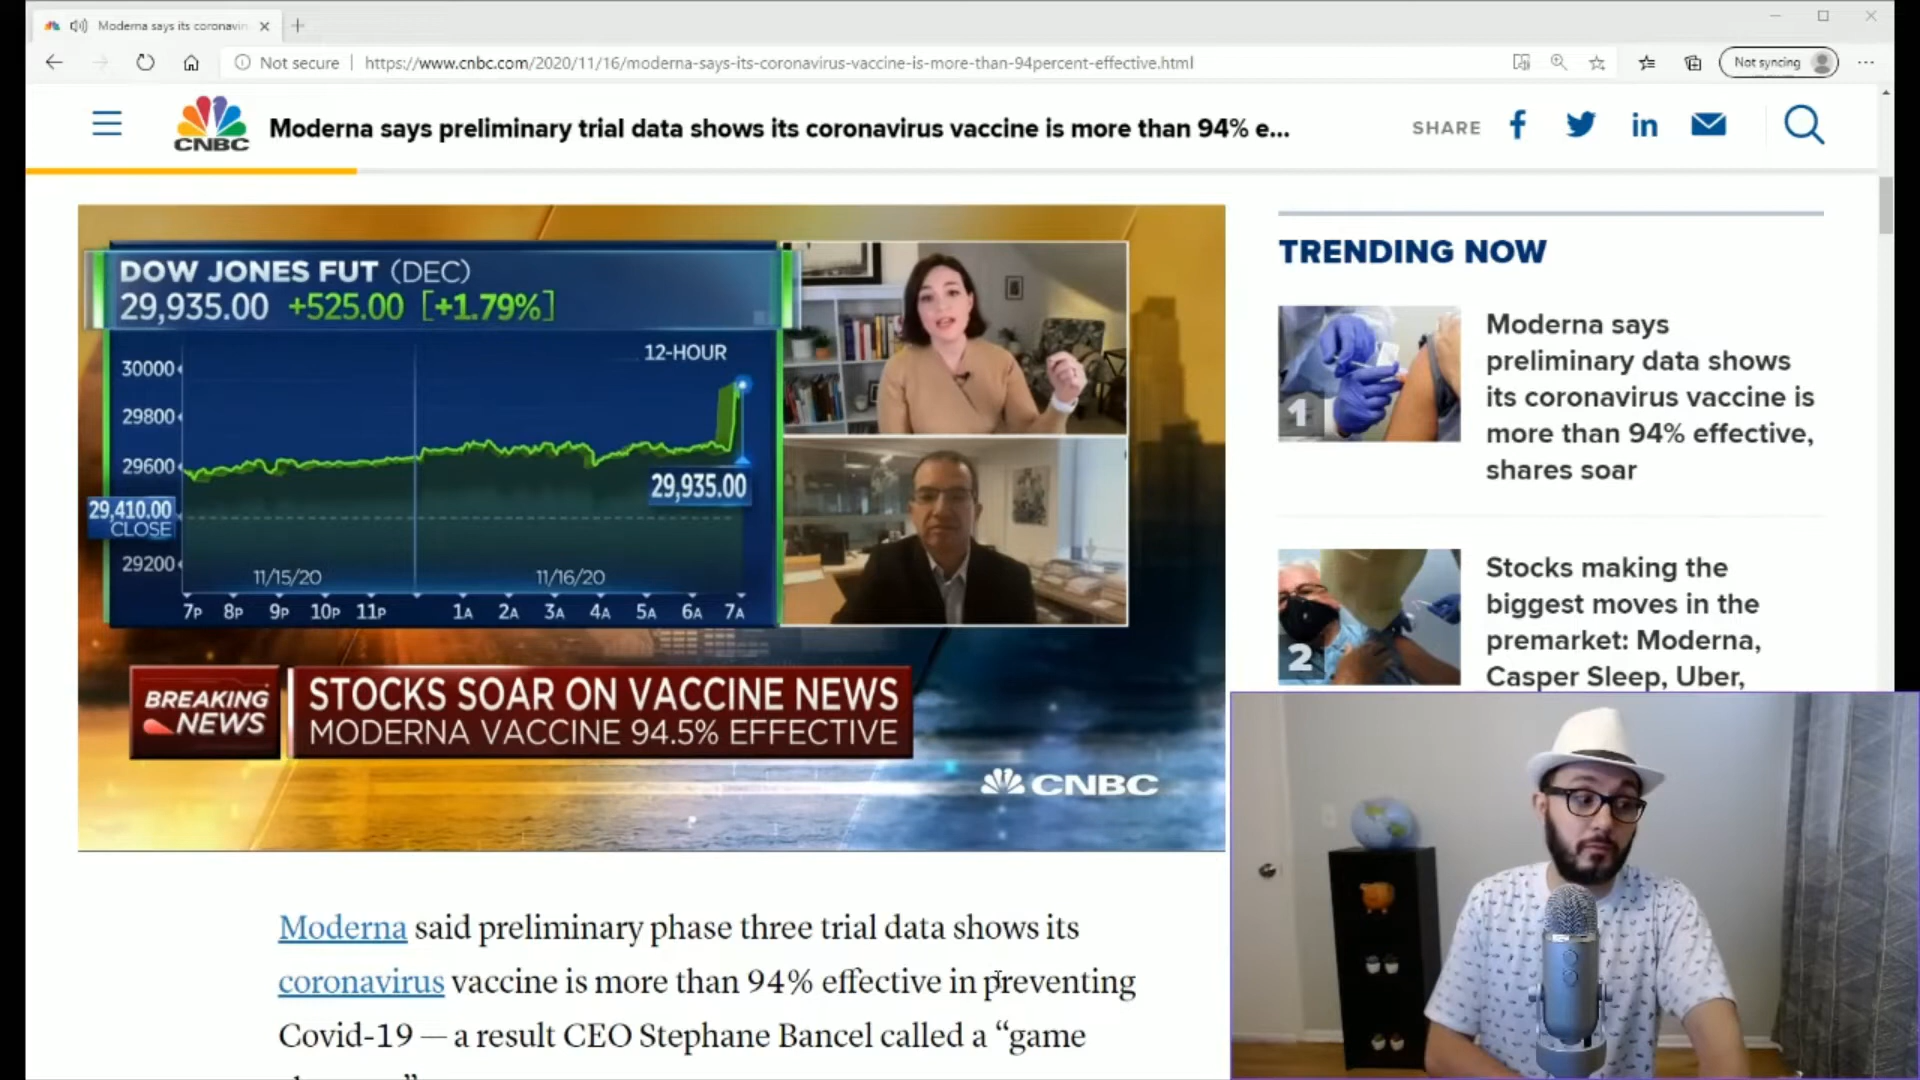 Moderna says its coronavirus
Not secure
https://www.cnbc.com/2020/11/16/moderna-says-its-coronavirus-vaccine-is-more-than-94percent-effective.html
Not syncing
CNBC
Moderna says preliminary trial data shows its coronavirus vaccine is more than 94% e...
SHARE
DOW JONES FUT (DEC)
29,935.00 +525.00 [+1.79%]
12-HOUR
30000
29800
29600
29,935.00
29,410.00
CLOSE
29200
11/15/20 11/16/20
7P 8P 9P 10P 11P 1A 2A 3A 4A 5A 6A 7A
BREAKING
NEWS
STOCKS SOAR ON VACCINE NEWS
MODERNA VACCINE 94.5% EFFECTIVE
CNBC
Moderna said preliminary phase three trial data shows its
coronavirus vaccine is more than 94% effective in preventing
Covid-19 — a result CEO Stephane Bancel called a “game
TRENDING NOW
1
Moderna says
preliminary data shows
its coronavirus vaccine is
more than 94% effective,
shares soar
2
Stocks making the
biggest moves in the
premarket: Moderna,
Casper Sleep, Uber,